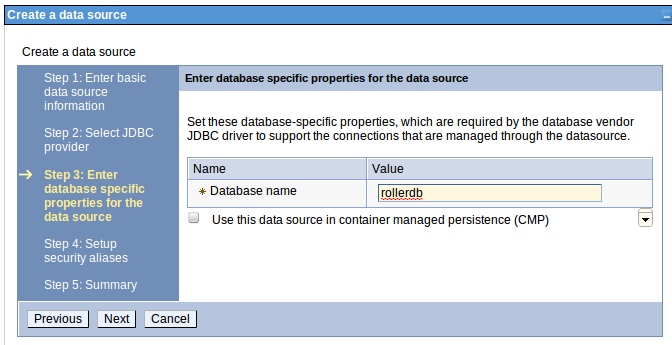 Create a data source
Create a data source
Step 1: Enter basic
data source
information
Step 2: Select JDBC
provider
Step 3: Enter
database specific
properties for the
data source
Step 4: Setup
security aliases
Step 5: Summary
Enter database specific properties for the data source
Set these database-specific properties, which are required by the database vendor
JDBC driver to support the connections that are managed through the datasource.
Name Value
* Database name rollerdb
Use this data source in container managed persistence (CMP)
Previous Next Cancel